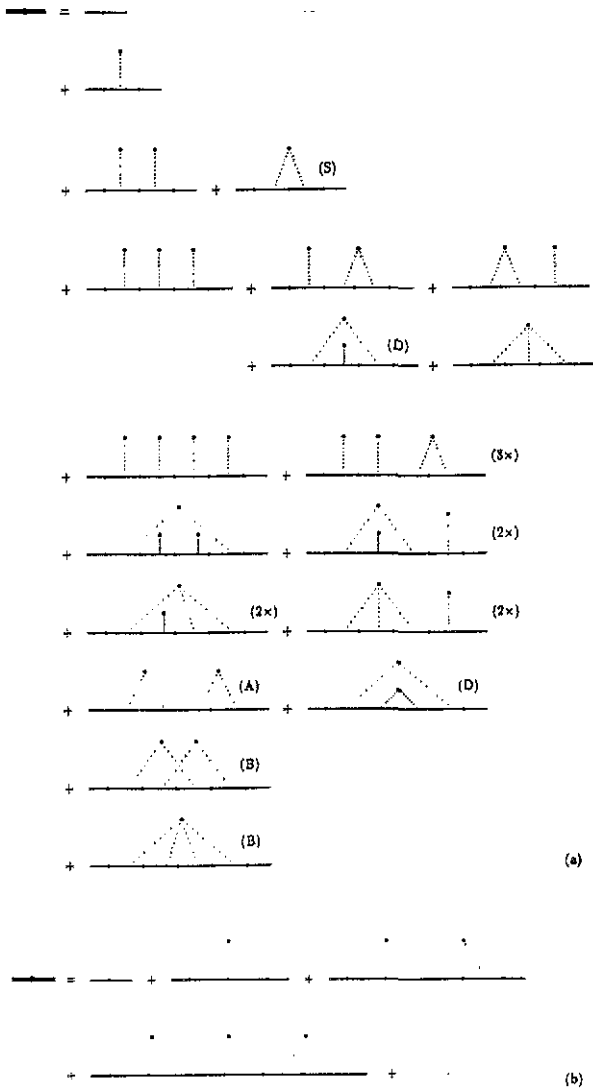 =
+
+ + (S)
+ + +
+ (D) +
+ + (3×)
+ + (2×)
+ (2×) + (2×)
+ (A) + (D)
+ (B)
+ (B)
(a)
= + +
+ +
(b)